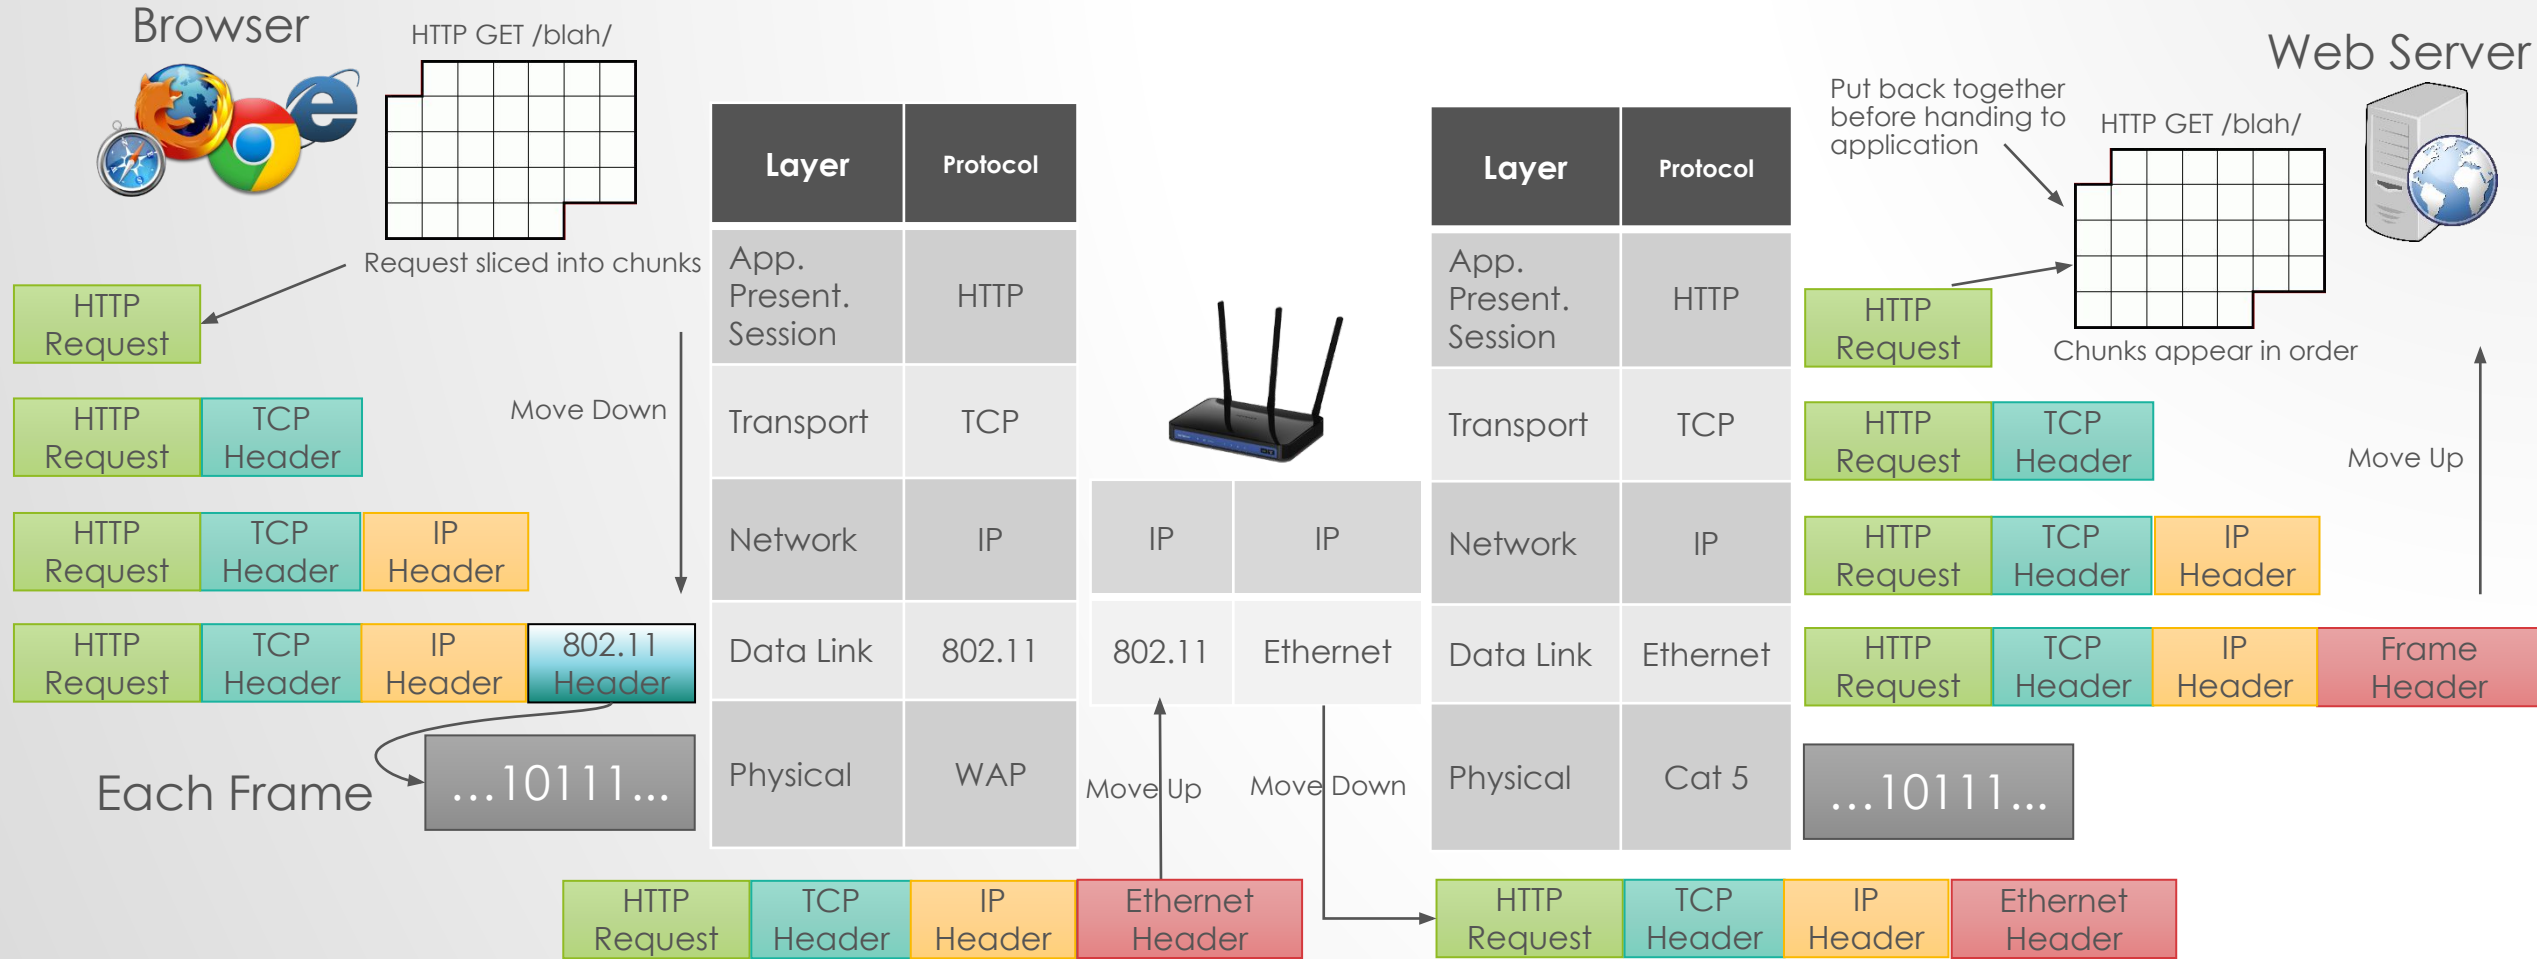 Browser
HTTP GET /blah/
Request sliced into chunks
HTTP
Request
HTTP
Request
TCP
Header
HTTP
Request
TCP
Header
IP
Header
HTTP
Request
TCP
Header
IP
Header
802.11
Header
Move Down
Each Frame
...10111...
Layer
Protocol
App.
Present.
Session
HTTP
Transport
TCP
Network
IP
Data Link
802.11
Physical
WAP
IP
IP
802.11
Ethernet
Move Up
Move Down
HTTP
Request
TCP
Header
IP
Header
Ethernet
Header
Layer
Protocol
App.
Present.
Session
HTTP
Transport
TCP
Network
IP
Data Link
Ethernet
Physical
Cat 5
HTTP
Request
TCP
Header
IP
Header
Ethernet
Header
Web Server
Put back together
before handing to
application
HTTP GET /blah/
Chunks appear in order
HTTP
Request
HTTP
Request
TCP
Header
Move Up
HTTP
Request
TCP
Header
IP
Header
HTTP
Request
TCP
Header
IP
Header
Frame
Header
...10111...